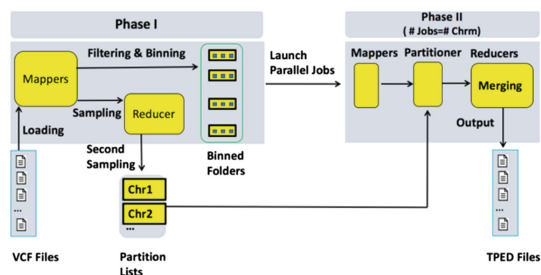 Phase I
Filtering & Binning
Mappers
Sampling
Reducer
Loading
Second
Sampling
Binned
Folders
Chr1
Chr2
...
...
VCF Files
Partition
Lists
Launch
Parallel Jobs
Phase II
( # Jobs=# Chrm)
Mappers
Partitioner
Reducers
Merging
Output
...
TPED Files